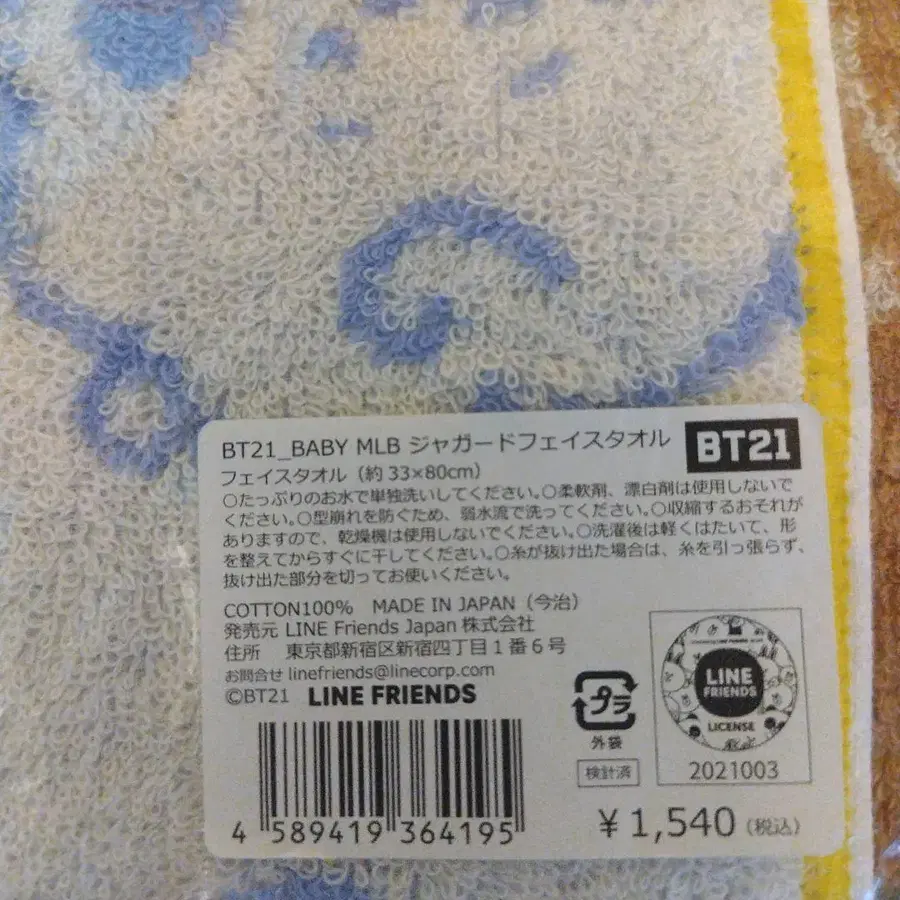 BT21_BABY MLB ジャガードフェイスタオル
BT21
フェイスタオル（約 33×80cm）
○たっぷりのお水で単独洗いしてください。○柔軟剤、漂白剤は使用しないで
ください。○型崩れを防ぐため、弱水流で洗ってください。○収縮するおそれが
ありますので、乾燥機は使用しないでください。○洗濯後は軽くはたいて、形
を整えてからすぐに干してください。○糸が抜け出た場合は、糸を引っ張らず、
抜け出た部分を切ってお使いください。
COTTON100% MADE IN JAPAN（今治）
発売元 LINE Friends Japan 株式会社
住所 東京都新宿区新宿四丁目1番6号
お問合せ linefriends@linecorp.com
©BT21 LINE FRIENDS
プラ
外袋
検針済
LINE
FRIENDS
LICENSE
2021003
4 589419 364195
¥1,540（税込）